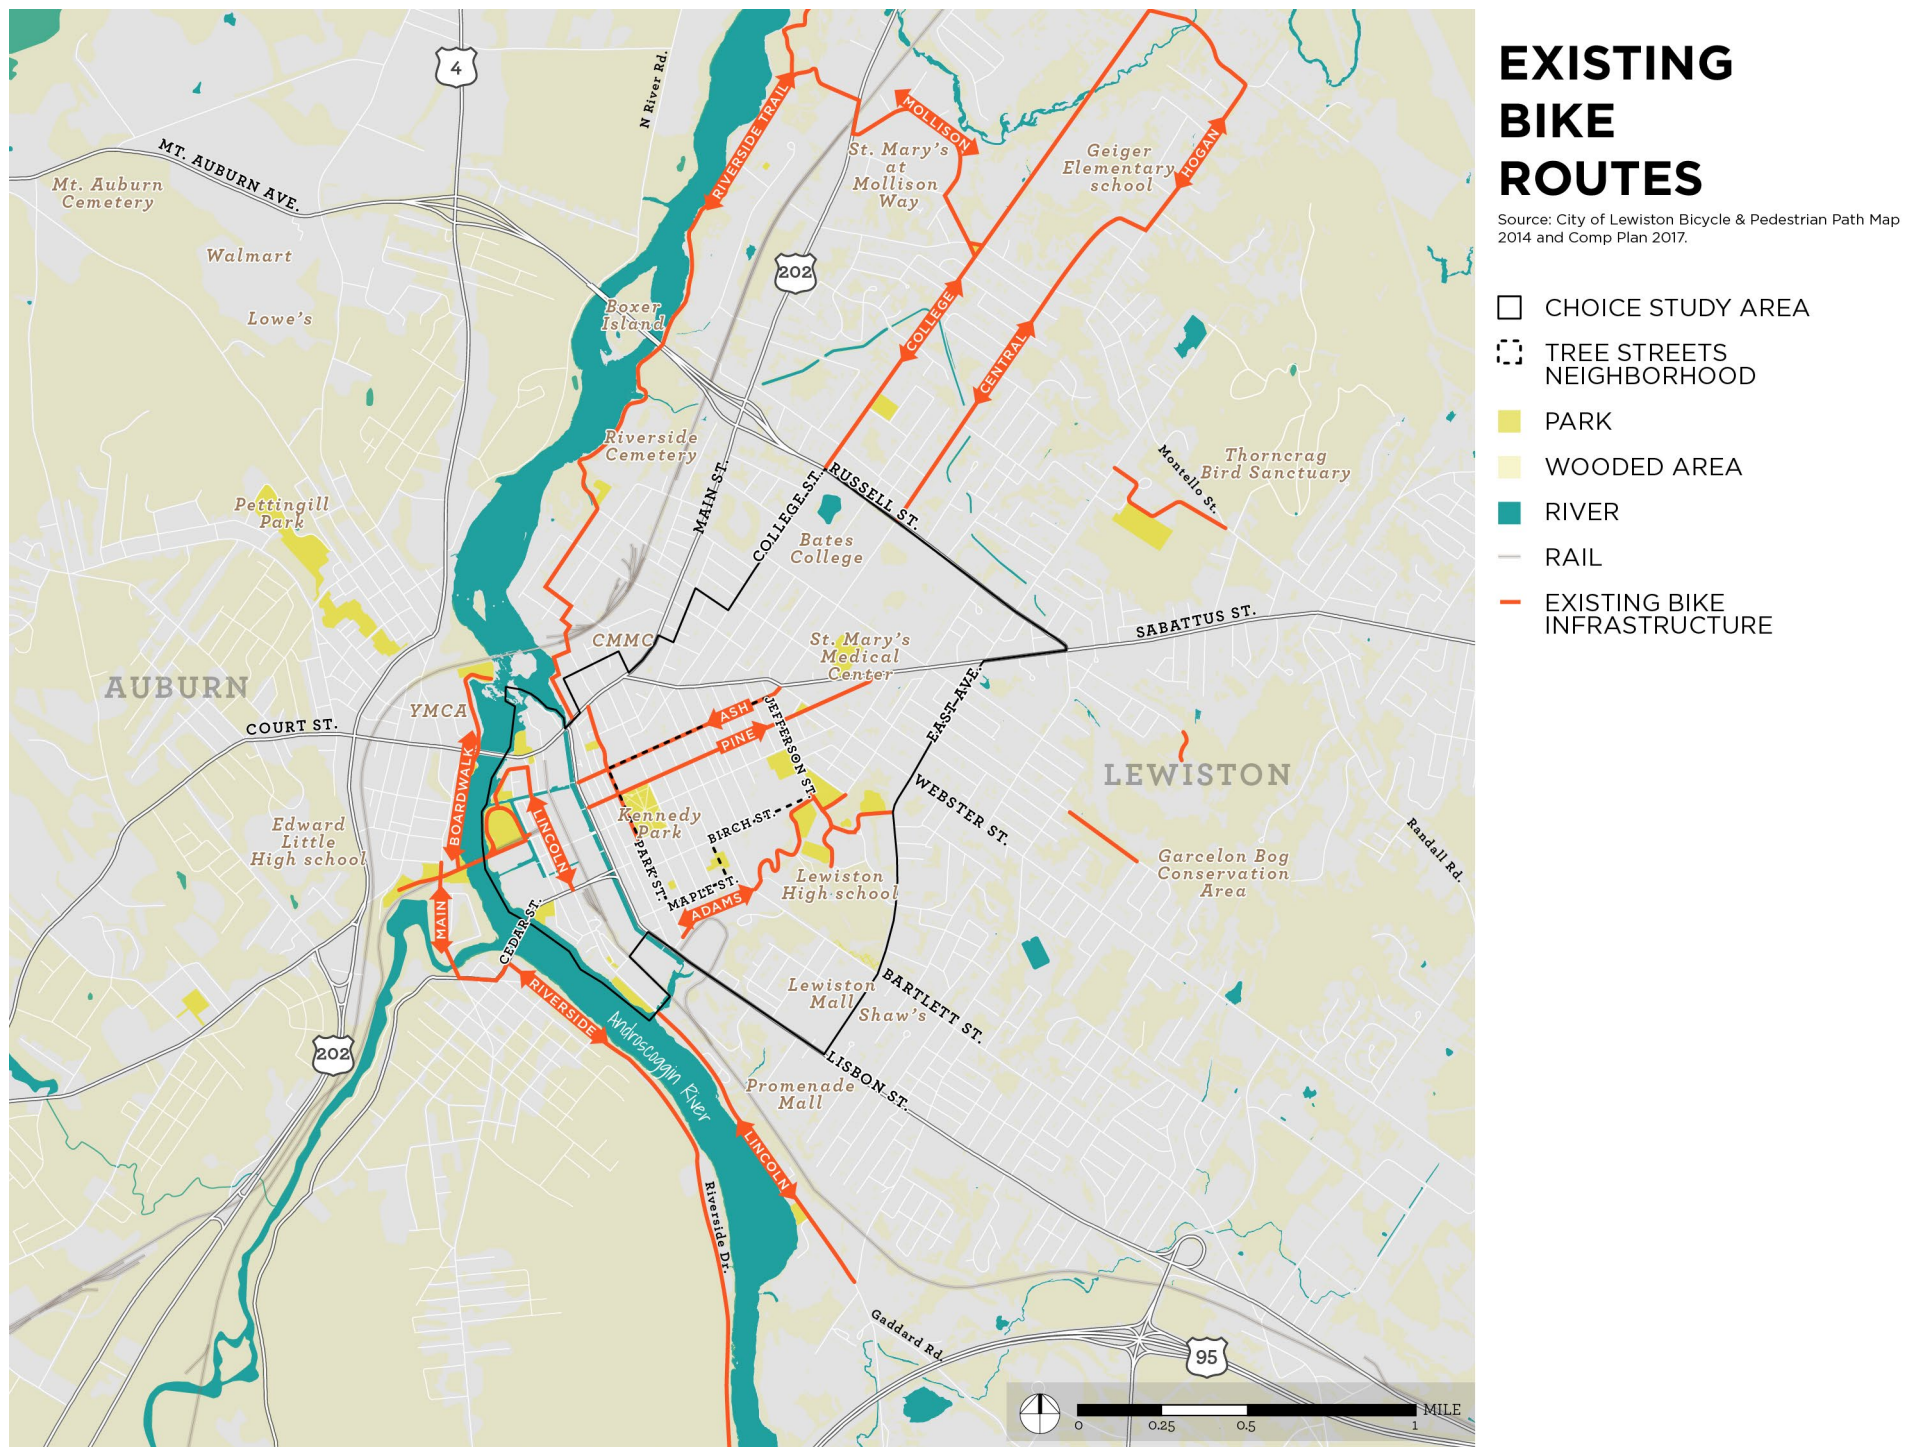 EXISTING
BIKE
ROUTES
Source: City of Lewiston Bicycle & Pedestrian Path Map
2014 and Comp Plan 2017.
CHOICE STUDY AREA
TREE STREETS
NEIGHBORHOOD
PARK
WOODED AREA
RIVER
RAIL
EXISTING BIKE
INFRASTRUCTURE
4
N River Rd.
MT. AUBURN AVE.
Mt. Auburn
Cemetery
Walmart
Lowe's
RIVERSIDE TRAIL
MOLLISON
St. Mary's
at
Mollison
Way
Geiger
Elementary
school
HOGAN
202
Boxer
Island
COLLEGE
CENTRAL
Riverside
Cemetery
MAIN ST.
COLLEGE ST.
RUSSELL ST.
Montello St.
Thorncrag
Bird Sanctuary
Pettingill
Park
Bates
College
CMMC
St. Mary's
Medical
Center
SABATTUS ST.
AUBURN
YMCA
COURT ST.
ASH
PINE
JEFFERSON ST.
EAST AVE.
LEWISTON
WEBSTER ST.
BOARDWALK
LINCOLN
Kennedy
Park
BIRCH ST.
PARK ST.
MAPLE ST.
ADAMS
Edward
Little
High school
Lewiston
High school
Garcelon Bog
Conservation
Area
Randall Rd.
MAIN
CEDAR ST.
RIVERSIDE
Androscoggin River
Lewiston
Mall
Shaw's
BARTLETT ST.
202
Promenade
Mall
LISBON ST.
LINCOLN
Riverside Dr.
Gaddard Rd.
95
0
0.25
0.5
1
MILE